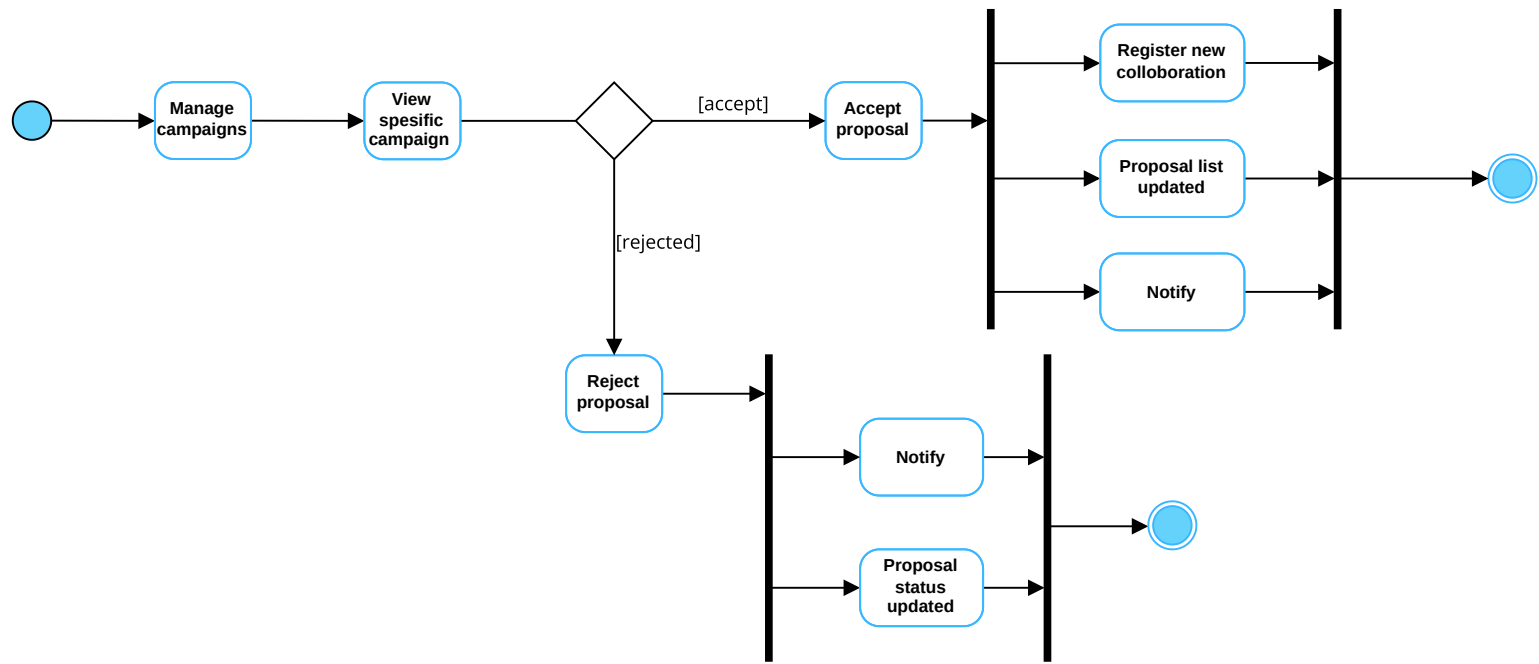 Manage
campaigns
View
spesific
campaign
[accept]
Accept
proposal
Register new
colloboration
Proposal list
updated
Notify
[rejected]
Reject
proposal
Notify
Proposal
status
updated